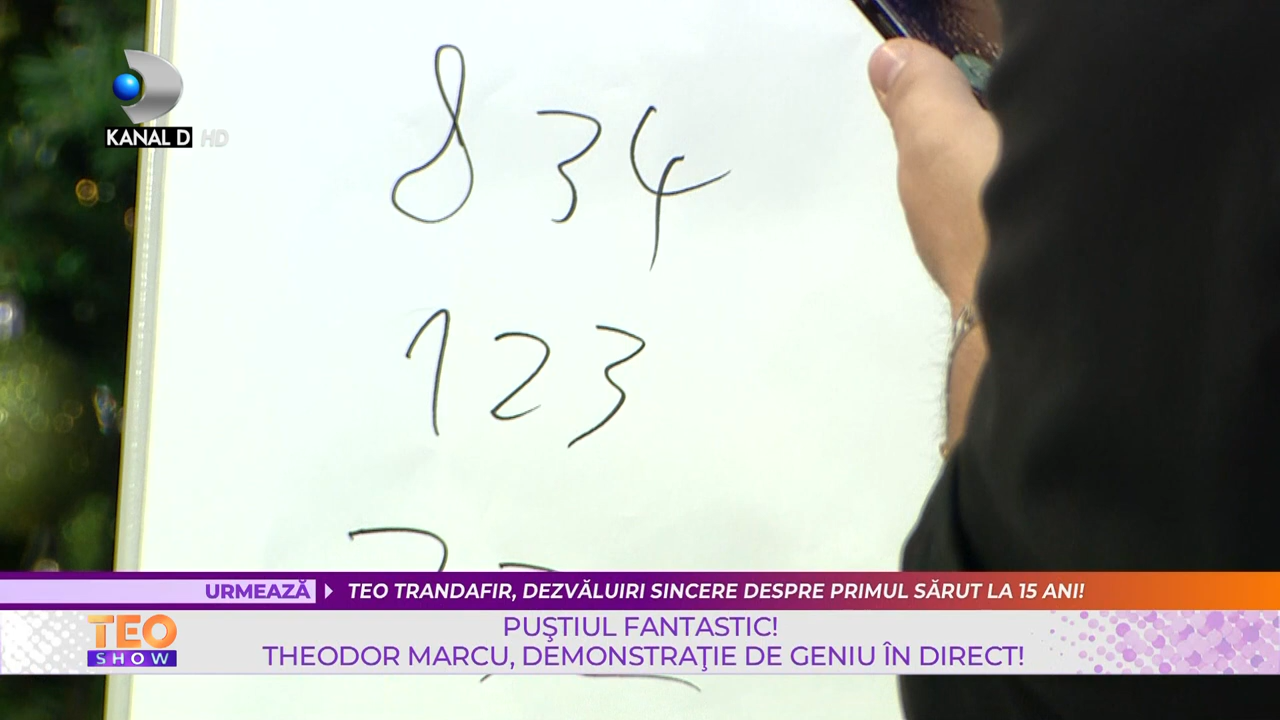 834
123
KANAL D HD
URMEAZĂ
TEO TRANDAFIR, DEZVĂLUIRI SINCERE DESPRE PRIMUL SĂRUT LA 15 ANI!
TEO
SHOW
PUŞTIUL FANTASTIC!
THEODOR MARCU, DEMONSTRAŢIE DE GENIU ÎN DIRECT!